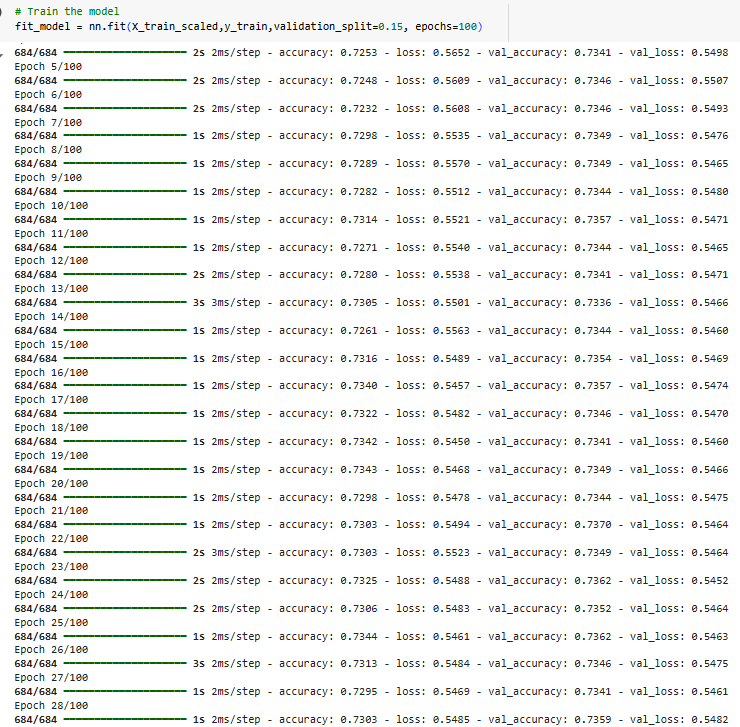 # Train the model
fit_model = nn.fit(X_train_scaled,y_train,validation_split=0.15, epochs=100)
684/684 ━━━━━━━━━━━━━━━━━━━━ 2s 2ms/step - accuracy: 0.7253 - loss: 0.5652 - val_accuracy: 0.7341 - val_loss: 0.5498
Epoch 5/100
684/684 ━━━━━━━━━━━━━━━━━━━━ 2s 2ms/step - accuracy: 0.7248 - loss: 0.5609 - val_accuracy: 0.7346 - val_loss: 0.5507
Epoch 6/100
684/684 ━━━━━━━━━━━━━━━━━━━━ 2s 2ms/step - accuracy: 0.7232 - loss: 0.5608 - val_accuracy: 0.7346 - val_loss: 0.5493
Epoch 7/100
684/684 ━━━━━━━━━━━━━━━━━━━━ 1s 2ms/step - accuracy: 0.7298 - loss: 0.5535 - val_accuracy: 0.7349 - val_loss: 0.5476
Epoch 8/100
684/684 ━━━━━━━━━━━━━━━━━━━━ 1s 2ms/step - accuracy: 0.7289 - loss: 0.5570 - val_accuracy: 0.7349 - val_loss: 0.5465
Epoch 9/100
684/684 ━━━━━━━━━━━━━━━━━━━━ 1s 2ms/step - accuracy: 0.7282 - loss: 0.5512 - val_accuracy: 0.7344 - val_loss: 0.5480
Epoch 10/100
684/684 ━━━━━━━━━━━━━━━━━━━━ 1s 2ms/step - accuracy: 0.7314 - loss: 0.5521 - val_accuracy: 0.7357 - val_loss: 0.5471
Epoch 11/100
684/684 ━━━━━━━━━━━━━━━━━━━━ 1s 2ms/step - accuracy: 0.7271 - loss: 0.5540 - val_accuracy: 0.7344 - val_loss: 0.5465
Epoch 12/100
684/684 ━━━━━━━━━━━━━━━━━━━━ 2s 2ms/step - accuracy: 0.7280 - loss: 0.5538 - val_accuracy: 0.7341 - val_loss: 0.5471
Epoch 13/100
684/684 ━━━━━━━━━━━━━━━━━━━━ 3s 3ms/step - accuracy: 0.7305 - loss: 0.5501 - val_accuracy: 0.7336 - val_loss: 0.5466
Epoch 14/100
684/684 ━━━━━━━━━━━━━━━━━━━━ 1s 2ms/step - accuracy: 0.7261 - loss: 0.5563 - val_accuracy: 0.7344 - val_loss: 0.5460
Epoch 15/100
684/684 ━━━━━━━━━━━━━━━━━━━━ 1s 2ms/step - accuracy: 0.7316 - loss: 0.5489 - val_accuracy: 0.7354 - val_loss: 0.5469
Epoch 16/100
684/684 ━━━━━━━━━━━━━━━━━━━━ 1s 2ms/step - accuracy: 0.7340 - loss: 0.5457 - val_accuracy: 0.7357 - val_loss: 0.5474
Epoch 17/100
684/684 ━━━━━━━━━━━━━━━━━━━━ 1s 2ms/step - accuracy: 0.7322 - loss: 0.5482 - val_accuracy: 0.7346 - val_loss: 0.5470
Epoch 18/100
684/684 ━━━━━━━━━━━━━━━━━━━━ 1s 2ms/step - accuracy: 0.7342 - loss: 0.5450 - val_accuracy: 0.7341 - val_loss: 0.5460
Epoch 19/100
684/684 ━━━━━━━━━━━━━━━━━━━━ 1s 2ms/step - accuracy: 0.7343 - loss: 0.5468 - val_accuracy: 0.7349 - val_loss: 0.5466
Epoch 20/100
684/684 ━━━━━━━━━━━━━━━━━━━━ 1s 2ms/step - accuracy: 0.7298 - loss: 0.5478 - val_accuracy: 0.7344 - val_loss: 0.5475
Epoch 21/100
684/684 ━━━━━━━━━━━━━━━━━━━━ 1s 2ms/step - accuracy: 0.7303 - loss: 0.5494 - val_accuracy: 0.7370 - val_loss: 0.5464
Epoch 22/100
684/684 ━━━━━━━━━━━━━━━━━━━━ 2s 3ms/step - accuracy: 0.7303 - loss: 0.5523 - val_accuracy: 0.7349 - val_loss: 0.5464
Epoch 23/100
684/684 ━━━━━━━━━━━━━━━━━━━━ 2s 2ms/step - accuracy: 0.7325 - loss: 0.5488 - val_accuracy: 0.7362 - val_loss: 0.5452
Epoch 24/100
684/684 ━━━━━━━━━━━━━━━━━━━━ 2s 2ms/step - accuracy: 0.7306 - loss: 0.5483 - val_accuracy: 0.7352 - val_loss: 0.5464
Epoch 25/100
684/684 ━━━━━━━━━━━━━━━━━━━━ 1s 2ms/step - accuracy: 0.7344 - loss: 0.5461 - val_accuracy: 0.7362 - val_loss: 0.5463
Epoch 26/100
684/684 ━━━━━━━━━━━━━━━━━━━━ 3s 2ms/step - accuracy: 0.7313 - loss: 0.5484 - val_accuracy: 0.7346 - val_loss: 0.5475
Epoch 27/100
684/684 ━━━━━━━━━━━━━━━━━━━━ 1s 2ms/step - accuracy: 0.7295 - loss: 0.5469 - val_accuracy: 0.7341 - val_loss: 0.5461
Epoch 28/100
684/684 ━━━━━━━━━━━━━━━━━━━━ 1s 2ms/step - accuracy: 0.7303 - loss: 0.5485 - val_accuracy: 0.7359 - val_loss: 0.5482